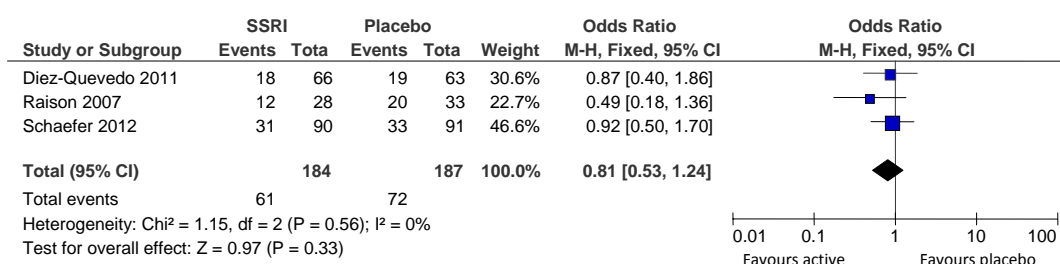 SSRI Placebo Odds Ratio Odds Ratio
Study or Subgroup Events Tota Events Tota Weight M-H, Fixed, 95% CI M-H, Fixed, 95% CI
Diez-Quevedo 2011 18 66 19 63 30.6% 0.87 [0.40, 1.86]
Raison 2007 12 28 20 33 22.7% 0.49 [0.18, 1.36]
Schaefer 2012 31 90 33 91 46.6% 0.92 [0.50, 1.70]
Total (95% CI) 184 187 100.0% 0.81 [0.53, 1.24]
Total events 61 72
Heterogeneity: Chi² = 1.15, df = 2 (P = 0.56); I² = 0%
Test for overall effect: Z = 0.97 (P = 0.33)
0.01 0.1 1 10 100
Favours active Favours placebo